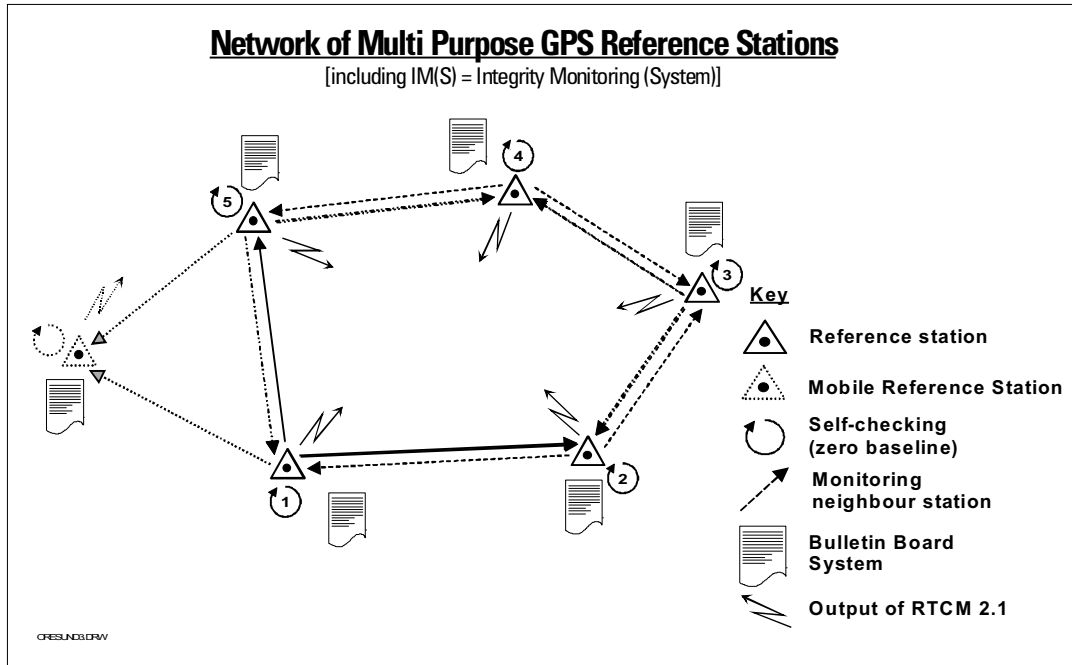 Network of Multi Purpose GPS Reference Stations
[including IM(S) = Integrity Monitoring (System)]
4
5
3
Key
Reference station
Mobile Reference Station
Self-checking
(zero baseline)
2
1
Monitoring
neighbour station
Bulletin Board
System
Output of RTCM 2.1
ORESUND3.DRW